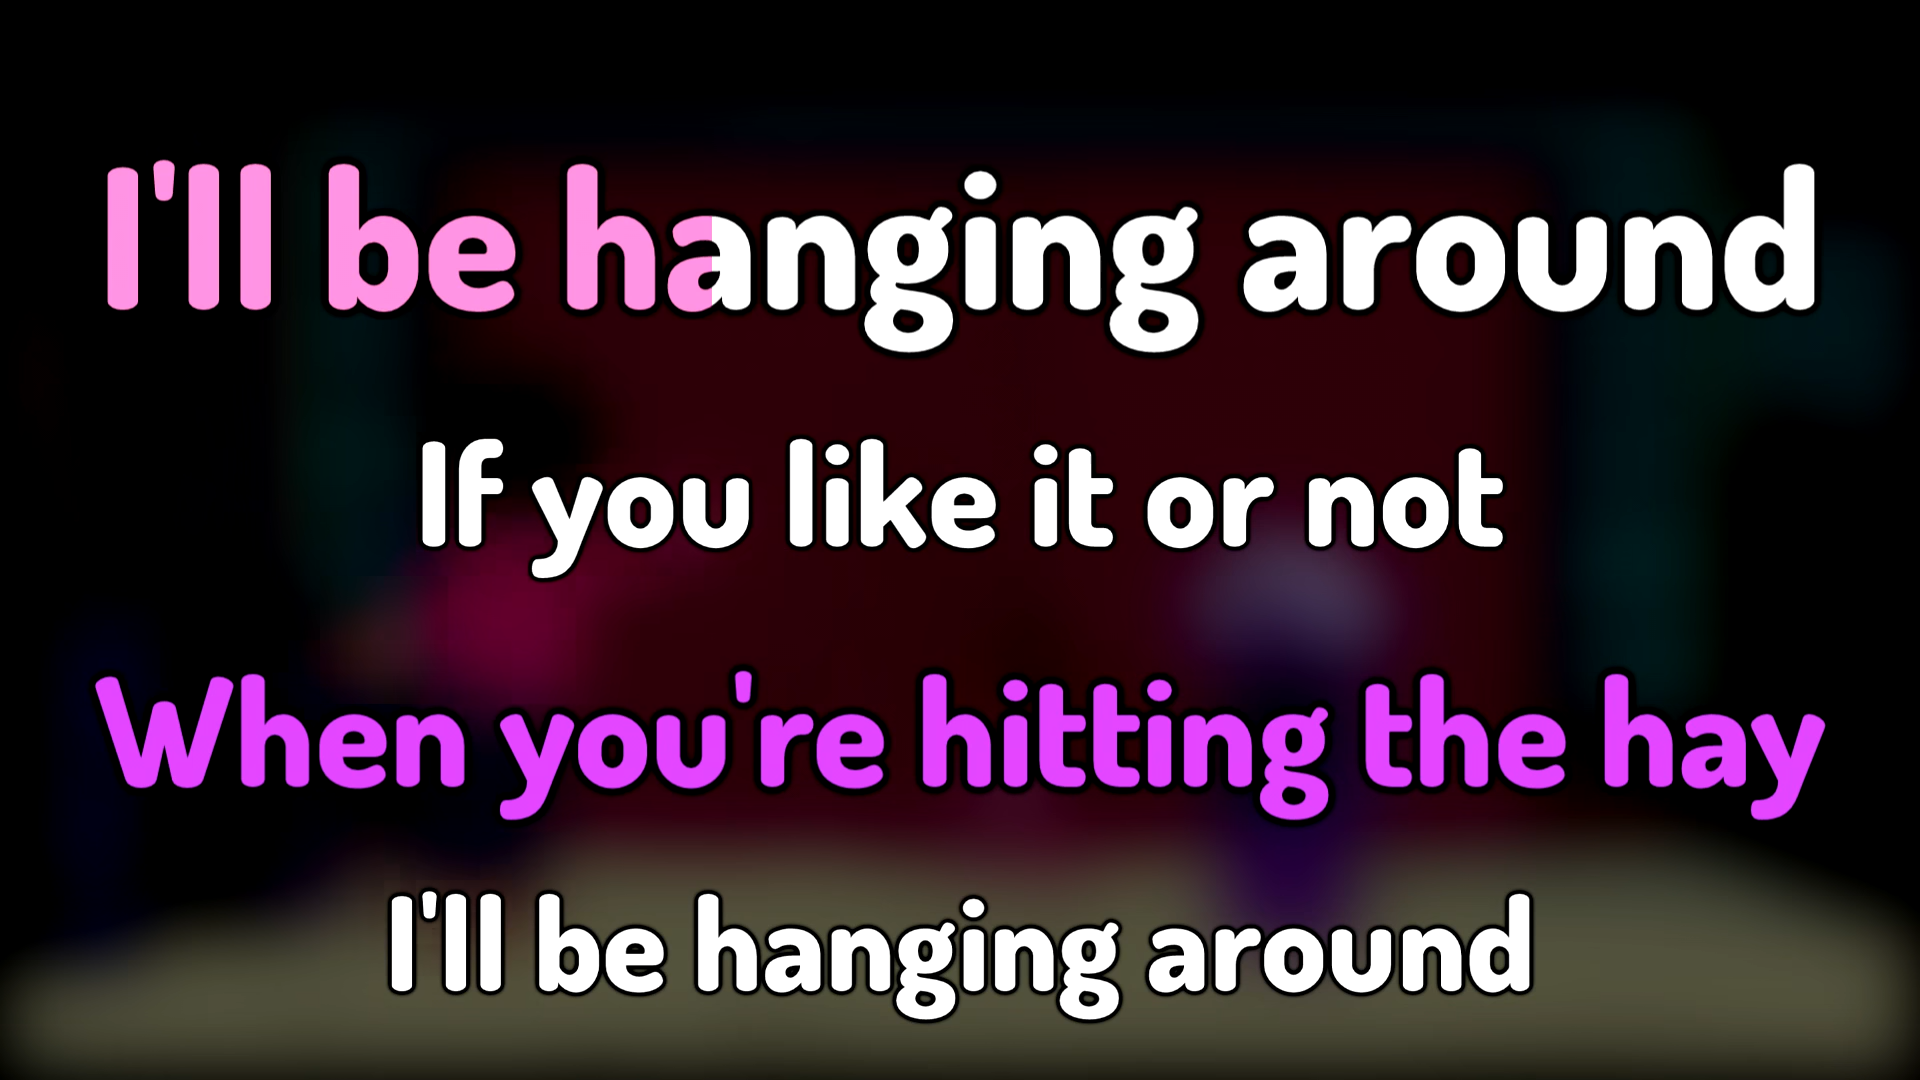 I'll be hanging around
If you like it or not
When you're hitting the hay
I'll be hanging around